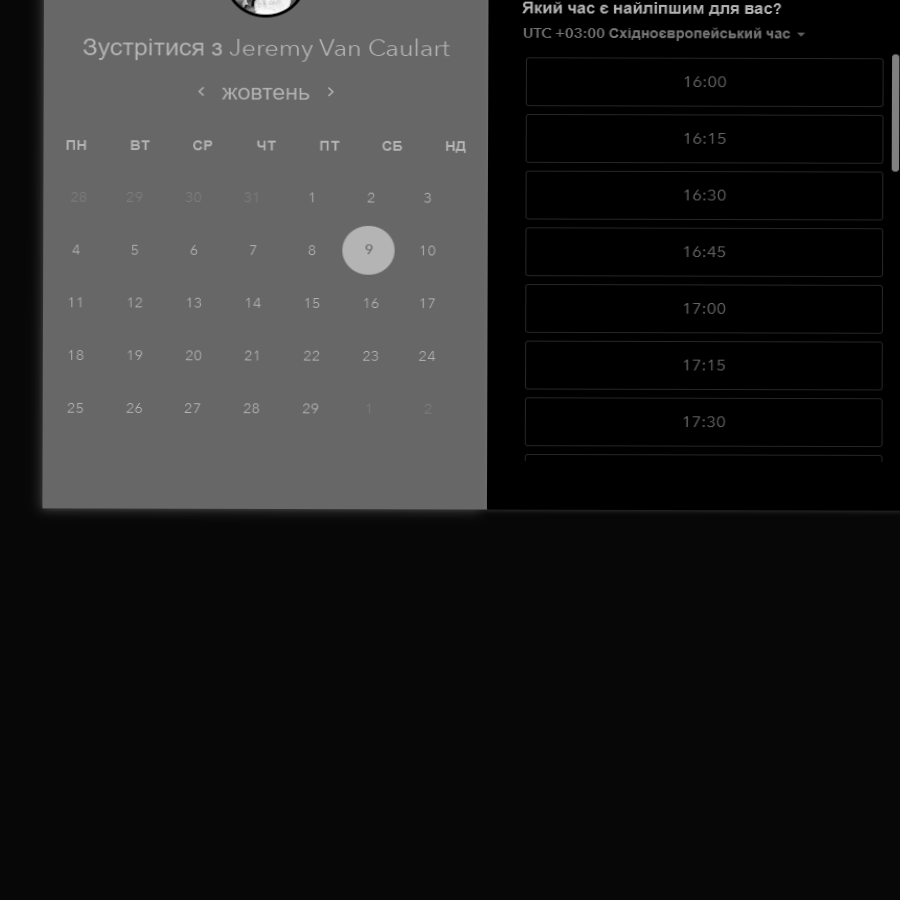 Зустрітися з Jeremy Van Caulart
‹ жовтень ›
ПН ВТ СР ЧТ ПТ СБ НД
28 29 30 31 1 2 3
4 5 6 7 8 9 10
11 12 13 14 15 16 17
18 19 20 21 22 23 24
25 26 27 28 29 1 2
Який час є найліпшим для вас?
UTC +03:00 Східноєвропейський час
16:00
16:15
16:30
16:45
17:00
17:15
17:30